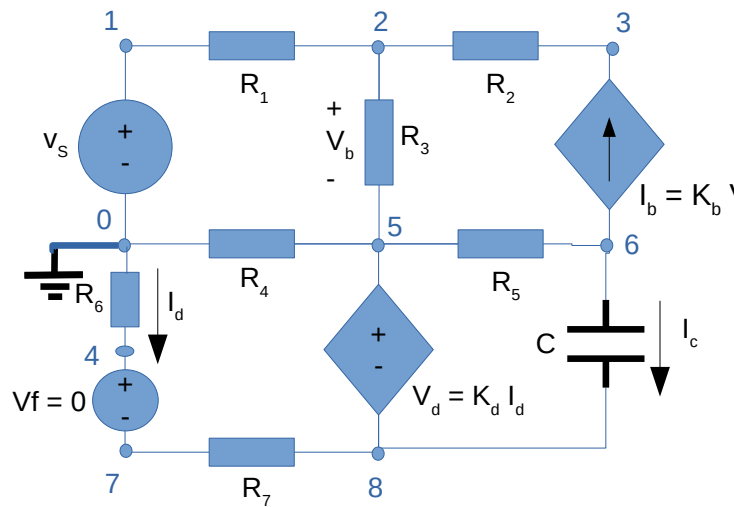 1
2
3
R1
R2
+
-
vS
+
Vb
-
R3
Ib = Kb V
0
5
6
R4
R5
R6
Id
4
+
-
Vf = 0
+
-
Vd = Kd Id
C
Ic
7
R7
8